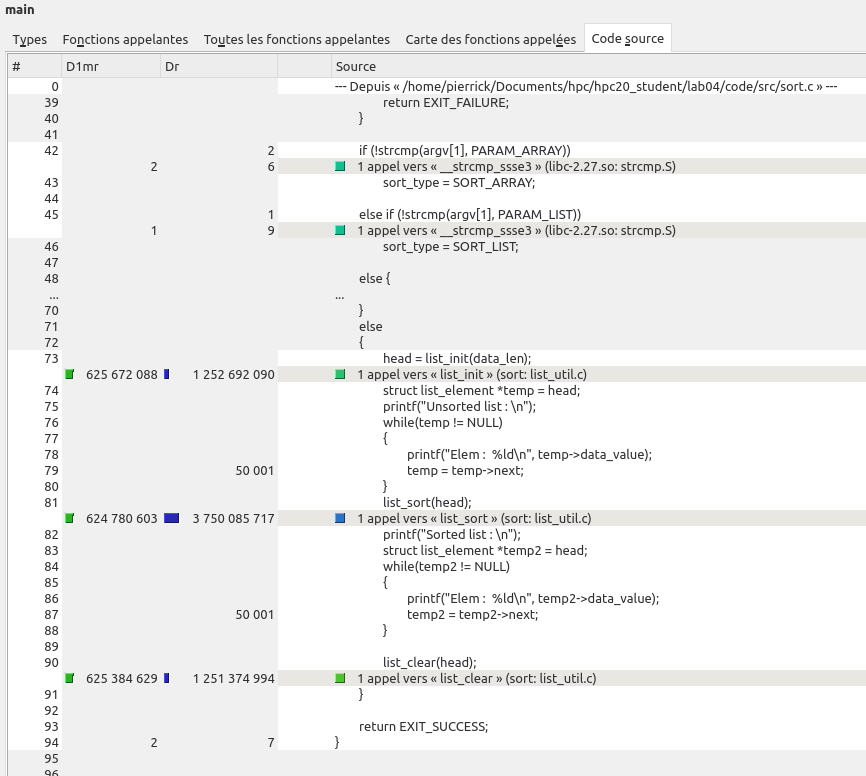 main
Types Fonctions appelantes Toutes les fonctions appelantes Carte des fonctions appelées Code source
# D1mr Dr Source
0 --- Depuis « /home/pierrick/Documents/hpc/hpc20_student/lab04/code/src/sort.c » ---
39 return EXIT_FAILURE;
40 }
41
42 2 if (!strcmp(argv[1], PARAM_ARRAY))
2 6 1 appel vers « __strcmp_ssse3 » (libc-2.27.so: strcmp.S)
43 sort_type = SORT_ARRAY;
44
45 1 else if (!strcmp(argv[1], PARAM_LIST))
1 9 1 appel vers « __strcmp_ssse3 » (libc-2.27.so: strcmp.S)
46 sort_type = SORT_LIST;
47
48 else {
... ...
70 }
71 else
72 {
73 head = list_init(data_len);
625 672 088 1 252 692 090 1 appel vers « list_init » (sort: list_util.c)
74 struct list_element *temp = head;
75 printf("Unsorted list : \n");
76 while(temp != NULL)
77 {
78 printf("Elem :  %ld\n", temp->data_value);
79 50 001 temp = temp->next;
80 }
81 list_sort(head);
624 780 603 3 750 085 717 1 appel vers « list_sort » (sort: list_util.c)
82 printf("Sorted list : \n");
83 struct list_element *temp2 = head;
84 while(temp2 != NULL)
85 {
86 printf("Elem :  %ld\n", temp2->data_value);
87 50 001 temp2 = temp2->next;
88 }
89
90 list_clear(head);
625 384 629 1 251 374 994 1 appel vers « list_clear » (sort: list_util.c)
91 }
92
93 return EXIT_SUCCESS;
94 2 7 }
95
96